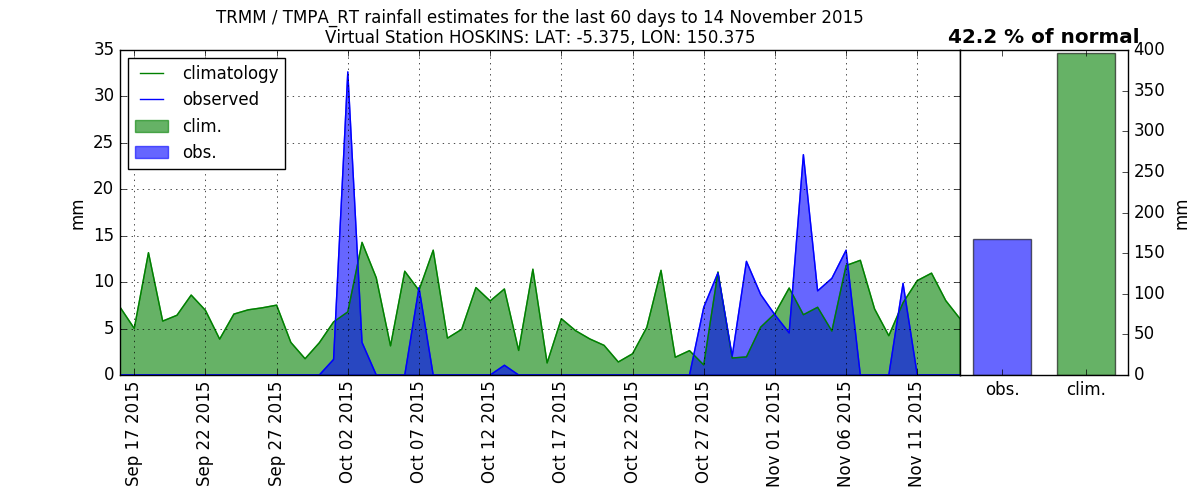 TRMM / TMPA_RT rainfall estimates for the last 60 days to 14 November 2015
Virtual Station HOSKINS: LAT: -5.375, LON: 150.375
42.2 % of normal
35
30
25
20
15
10
5
0
mm
climatology
observed
clim.
obs.
Sep 17 2015
Sep 22 2015
Sep 27 2015
Oct 02 2015
Oct 07 2015
Oct 12 2015
Oct 17 2015
Oct 22 2015
Oct 27 2015
Nov 01 2015
Nov 06 2015
Nov 11 2015
obs.
clim.
400
350
300
250
200
150
100
50
0
mm